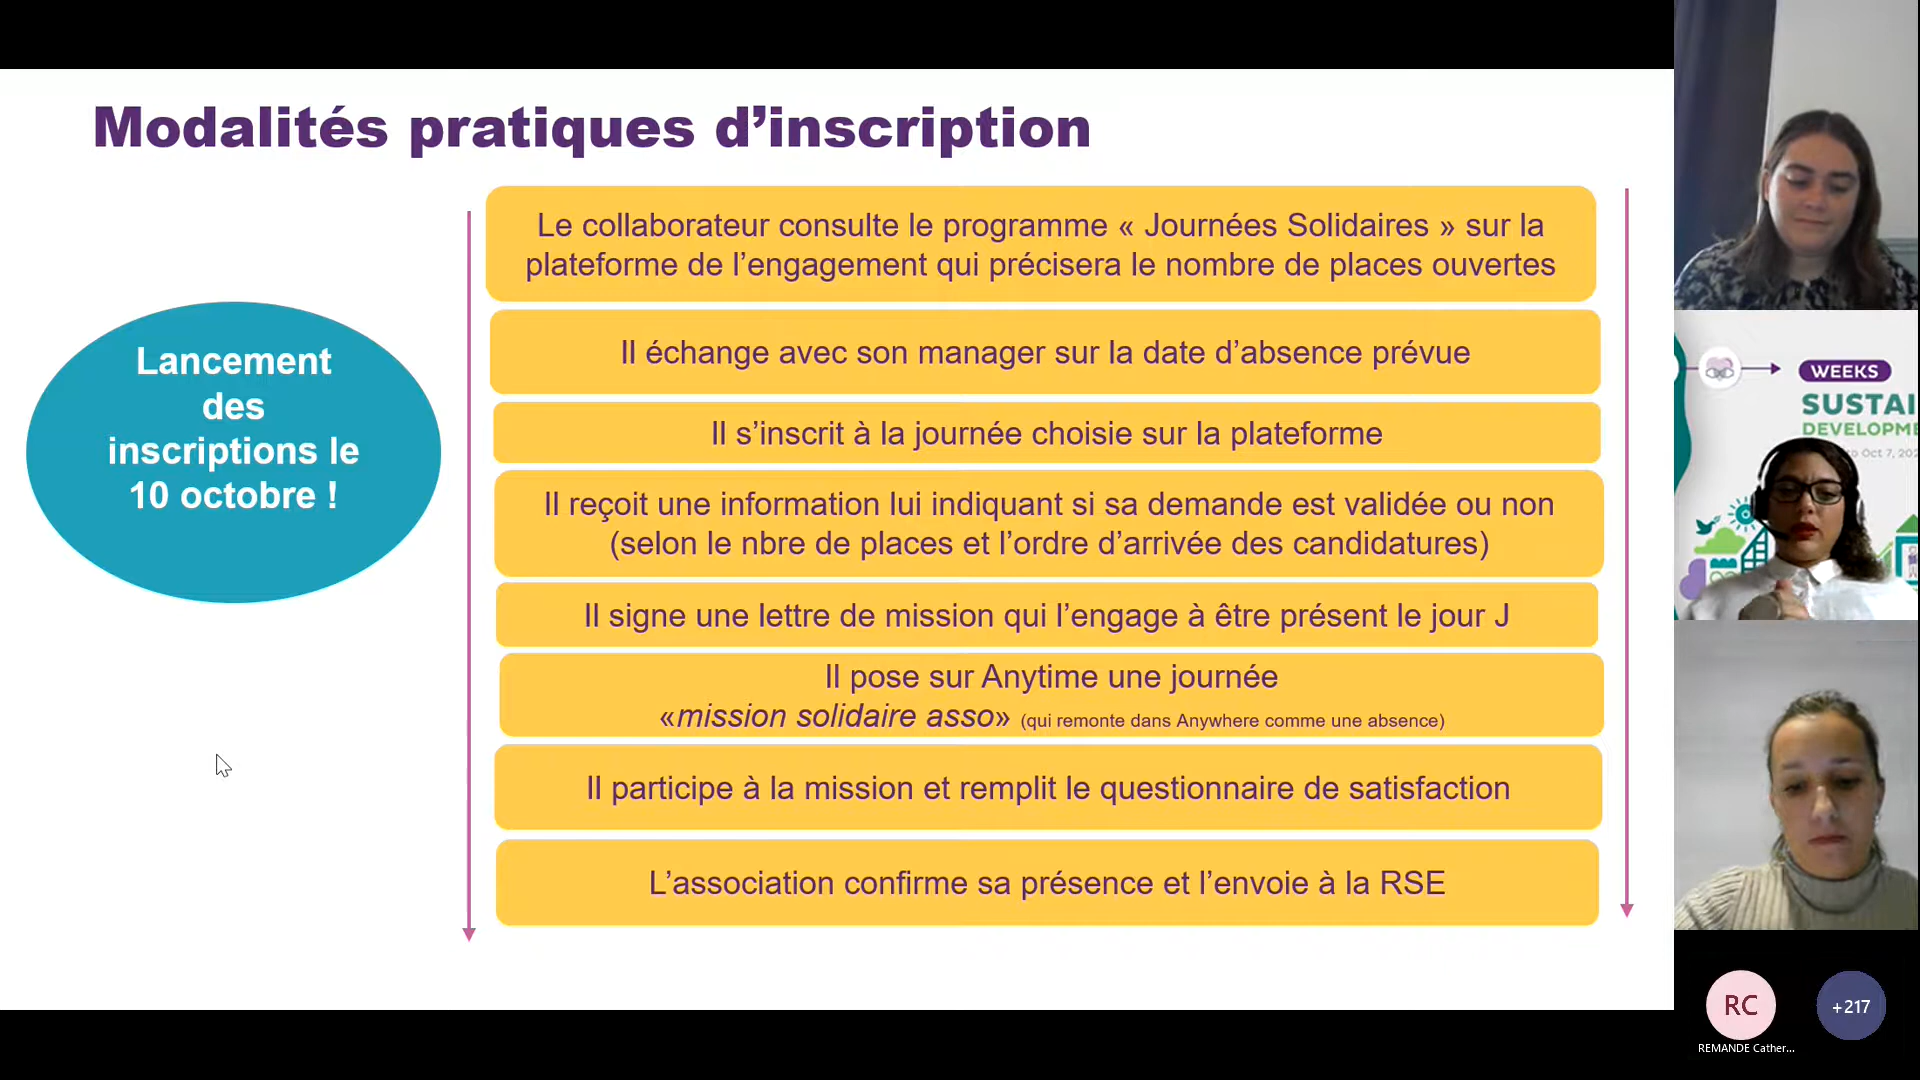 Modalités pratiques d’inscription
Lancement
des
inscriptions le
10 octobre !
Le collaborateur consulte le programme « Journées Solidaires » sur la
plateforme de l’engagement qui précisera le nombre de places ouvertes
Il échange avec son manager sur la date d’absence prévue
Il s’inscrit à la journée choisie sur la plateforme
Il reçoit une information lui indiquant si sa demande est validée ou non
(selon le nbre de places et l’ordre d’arrivée des candidatures)
Il signe une lettre de mission qui l’engage à être présent le jour J
Il pose sur Anytime une journée
«mission solidaire asso» (qui remonte dans Anywhere comme une absence)
Il participe à la mission et remplit le questionnaire de satisfaction
L’association confirme sa présence et l’envoie à la RSE
WEEKS
SUSTAI
DEVELOPME
to Oct 7, 202
RC
+217
REMANDE Cather...